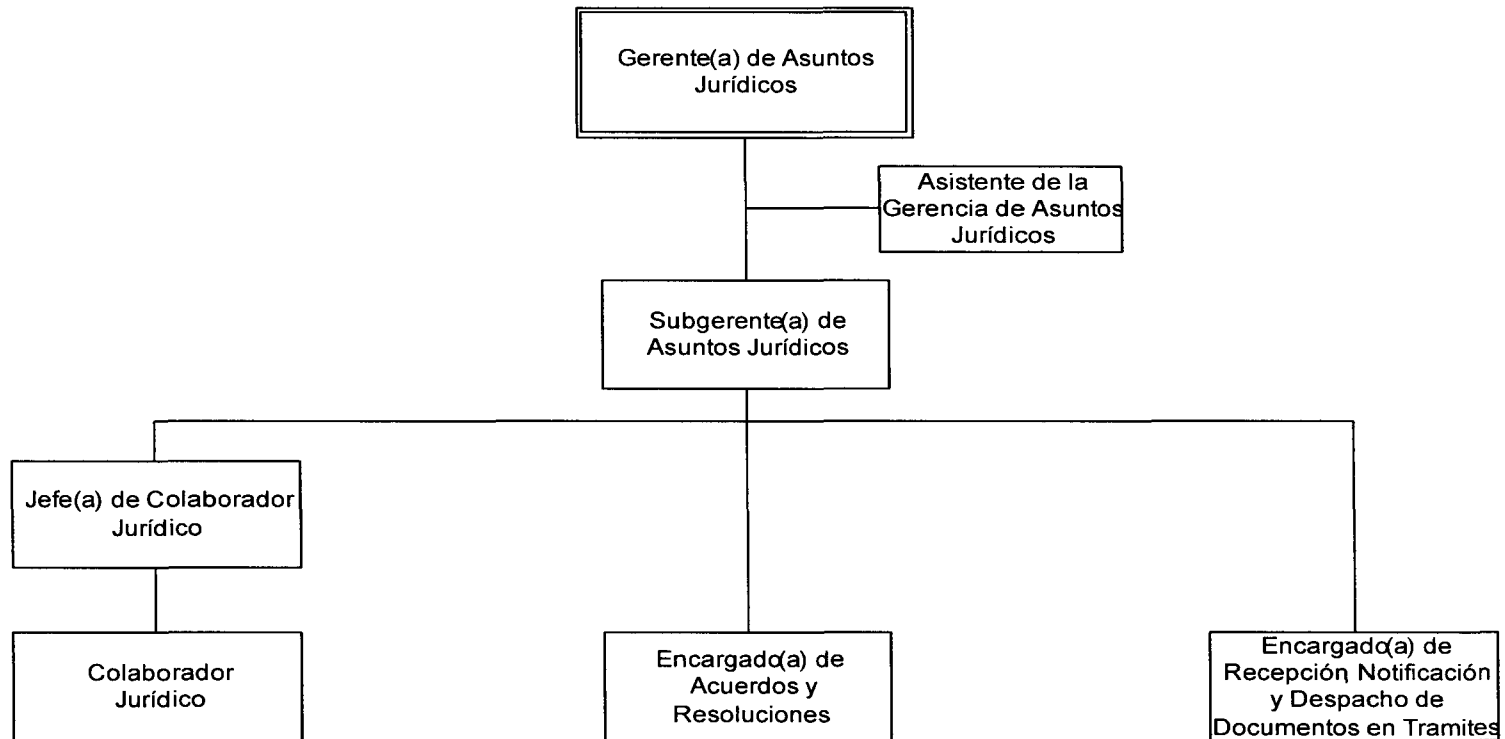 Gerente(a) de Asuntos
Jurídicos
Asistente de la
Gerencia de Asuntos
Jurídicos
Subgerente(a) de
Asuntos Jurídicos
Jefe(a) de Colaborador
Jurídico
Colaborador
Jurídico
Encargado(a) de
Acuerdos y
Resoluciones
Encargado(a) de
Recepción, Notificación
y Despacho de
Documentos en Tramites